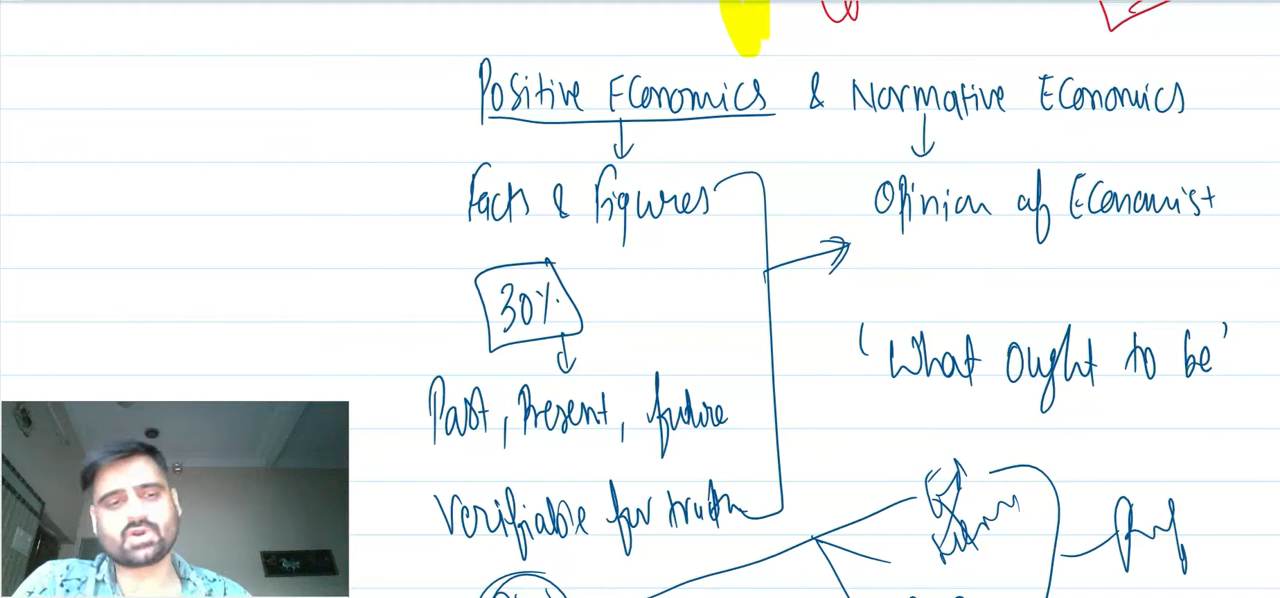 Positive Economics & Normative Economics
Facts & Figures
Opinion of Economist
30%
'What ought to be'
Past, Present, future
Verifiable for truth